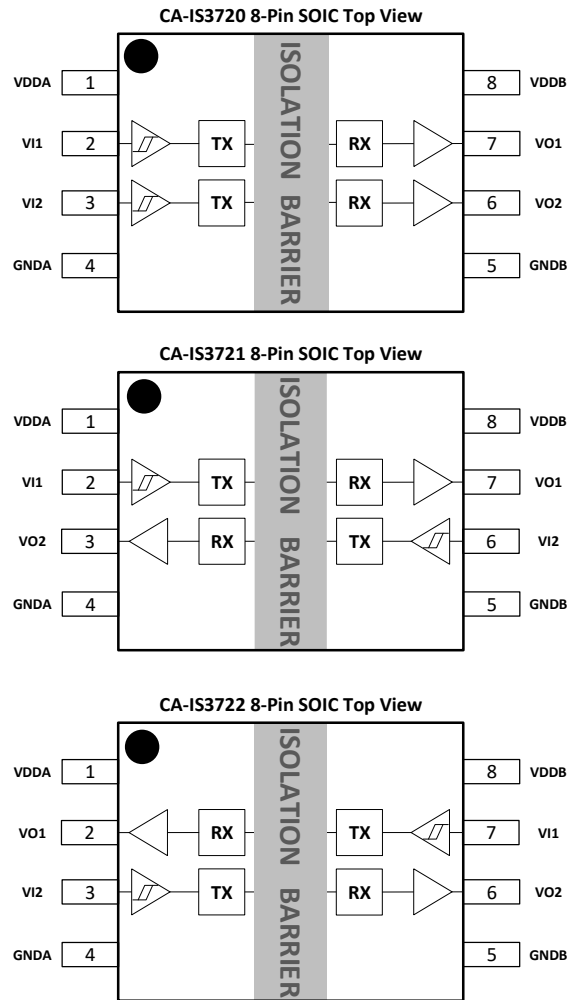 CA-IS3720 8-Pin SOIC Top View
VDDA 1 8 VDDB
VI1 2 TX RX 7 VO1
VI2 3 TX RX 6 VO2
GNDA 4 5 GNDB
ISOLATION BARRIER
CA-IS3721 8-Pin SOIC Top View
VDDA 1 8 VDDB
VI1 2 TX RX 7 VO1
VO2 3 RX TX 6 VI2
GNDA 4 5 GNDB
ISOLATION BARRIER
CA-IS3722 8-Pin SOIC Top View
VDDA 1 8 VDDB
VO1 2 RX TX 7 VI1
VI2 3 TX RX 6 VO2
GNDA 4 5 GNDB
ISOLATION BARRIER